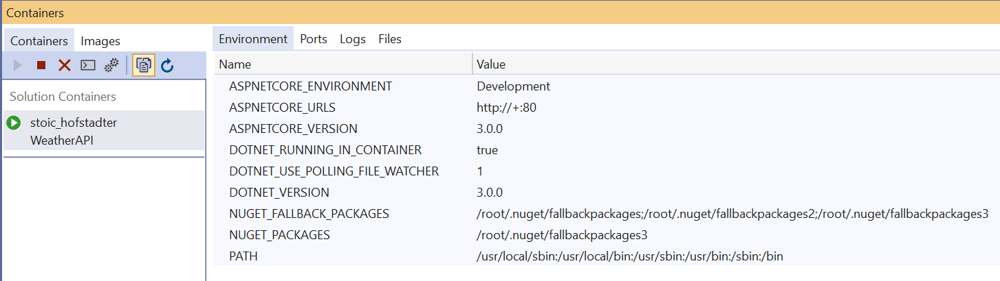 Containers
Containers Images
Solution Containers
stoic_hofstadter
WeatherAPI
Environment Ports Logs Files
Name Value
ASPNETCORE_ENVIRONMENT Development
ASPNETCORE_URLS http://+:80
ASPNETCORE_VERSION 3.0.0
DOTNET_RUNNING_IN_CONTAINER true
DOTNET_USE_POLLING_FILE_WATCHER 1
DOTNET_VERSION 3.0.0
NUGET_FALLBACK_PACKAGES /root/.nuget/fallbackpackages;/root/.nuget/fallbackpackages2;/root/.nuget/fallbackpackages3
NUGET_PACKAGES /root/.nuget/fallbackpackages3
PATH /usr/local/sbin:/usr/local/bin:/usr/sbin:/usr/bin:/sbin:/bin